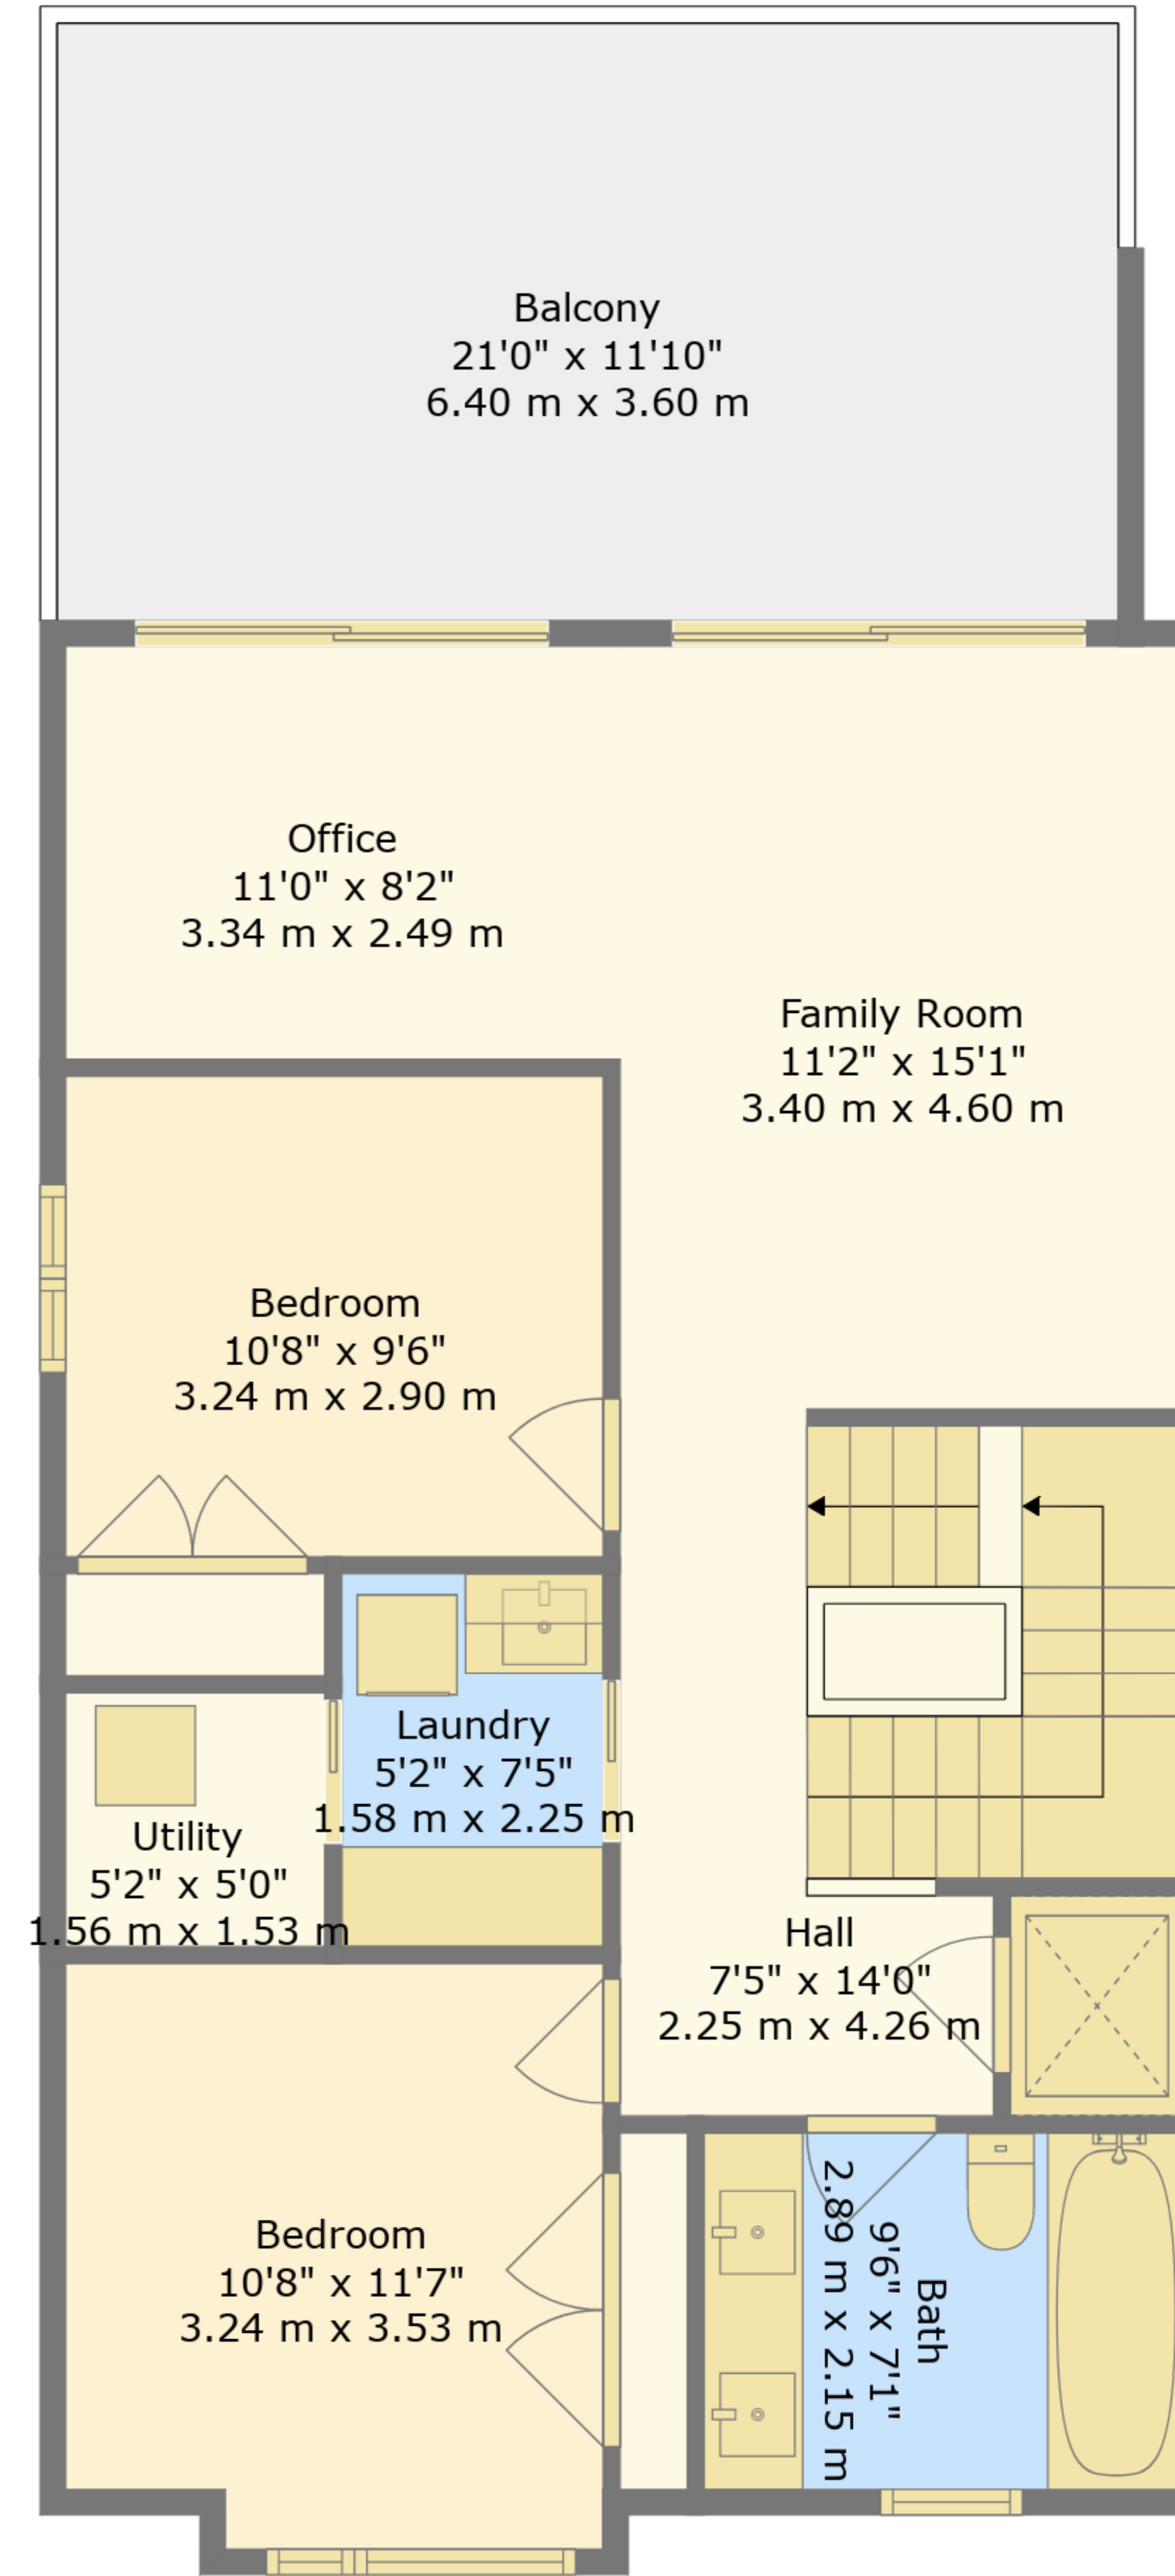 Balcony
21'0" x 11'10"
6.40 m x 3.60 m
Office
11'0" x 8'2"
3.34 m x 2.49 m
Family Room
11'2" x 15'1"
3.40 m x 4.60 m
Bedroom
10'8" x 9'6"
3.24 m x 2.90 m
Laundry
5'2" x 7'5"
1.58 m x 2.25 m
Utility
5'2" x 5'0"
1.56 m x 1.53 m
Hall
7'5" x 14'0"
2.25 m x 4.26 m
Bedroom
10'8" x 11'7"
3.24 m x 3.53 m
Bath
9'6" x 7'1"
2.89 m x 2.15 m